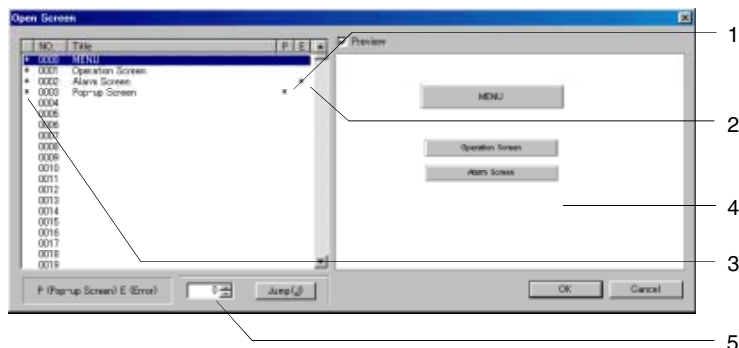 Open Screen
NO. Title P E
Preview
* 0000 MENU
* 0001 Operation Screen
* 0002 Alarm Screen *
* 0003 Pop-up Screen *
0004
0005
0006
0007
0008
0009
0010
0011
0012
0013
0014
0015
0016
0017
0018
0019
MENU
Operation Screen
Alarm Screen
P (Pop-up Screen) E (Error)
0
Jump(J)
OK
Cancel
1
2
4
3
5